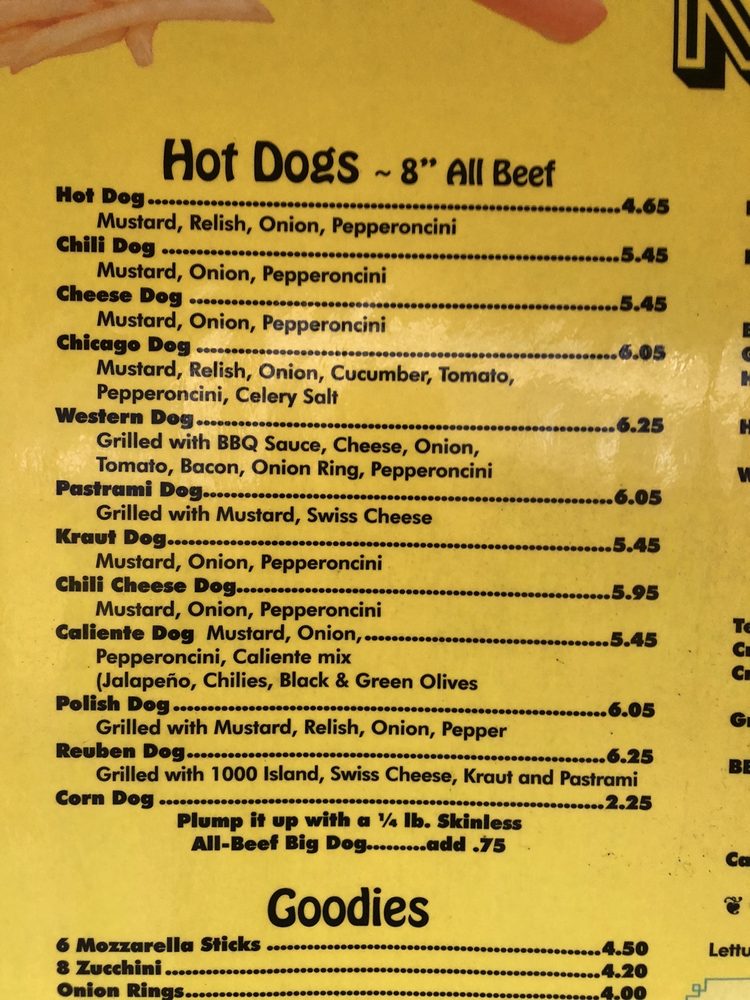 Hot Dogs ~ 8" All Beef
Hot Dog....................4.65
Mustard, Relish, Onion, Pepperoncini
Chili Dog....................5.45
Mustard, Onion, Pepperoncini
Cheese Dog....................5.45
Mustard, Onion, Pepperoncini
Chicago Dog....................6.05
Mustard, Relish, Onion, Cucumber, Tomato,
Pepperoncini, Celery Salt
Western Dog....................6.25
Grilled with BBQ Sauce, Cheese, Onion,
Tomato, Bacon, Onion Ring, Pepperoncini
Pastrami Dog....................6.05
Grilled with Mustard, Swiss Cheese
Kraut Dog....................5.45
Mustard, Onion, Pepperoncini
Chili Cheese Dog....................5.95
Mustard, Onion, Pepperoncini
Caliente Dog Mustard, Onion,....................5.45
Pepperoncini, Caliente mix
(Jalapeño, Chilies, Black & Green Olives
Polish Dog....................6.05
Grilled with Mustard, Relish, Onion, Pepper
Reuben Dog....................6.25
Grilled with 1000 Island, Swiss Cheese, Kraut and Pastrami
Corn Dog....................2.25
Plump it up with a ¼ lb. Skinless
All-Beef Big Dog.........add .75
Goodies
6 Mozzarella Sticks....................4.50
8 Zucchini....................4.20
Onion Rings....................4.00